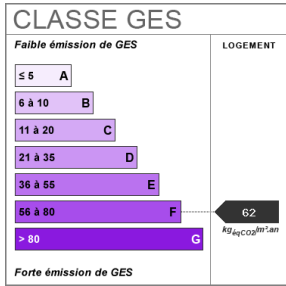 CLASSE GES
Faible émission de GES
LOGEMENT
≤ 5 A
6 à 10 B
11 à 20 C
21 à 35 D
36 à 55 E
56 à 80 F
62
kgéqCO2/m².an
> 80 G
Forte émission de GES